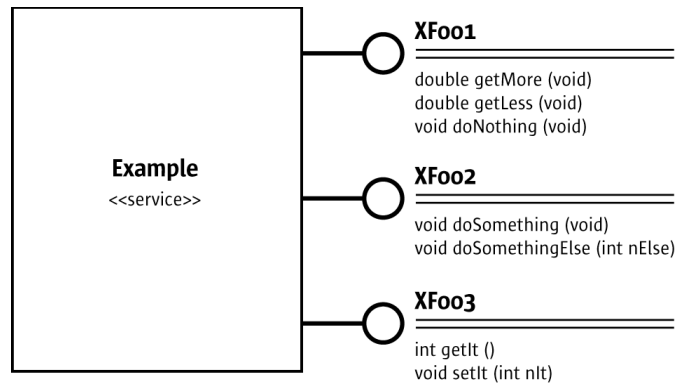 Example
<<service>>
XFoo1
double getMore (void)
double getLess (void)
void doNothing (void)
XFoo2
void doSomething (void)
void doSomethingElse (int nElse)
XFoo3
int getIt ()
void setIt (int nIt)